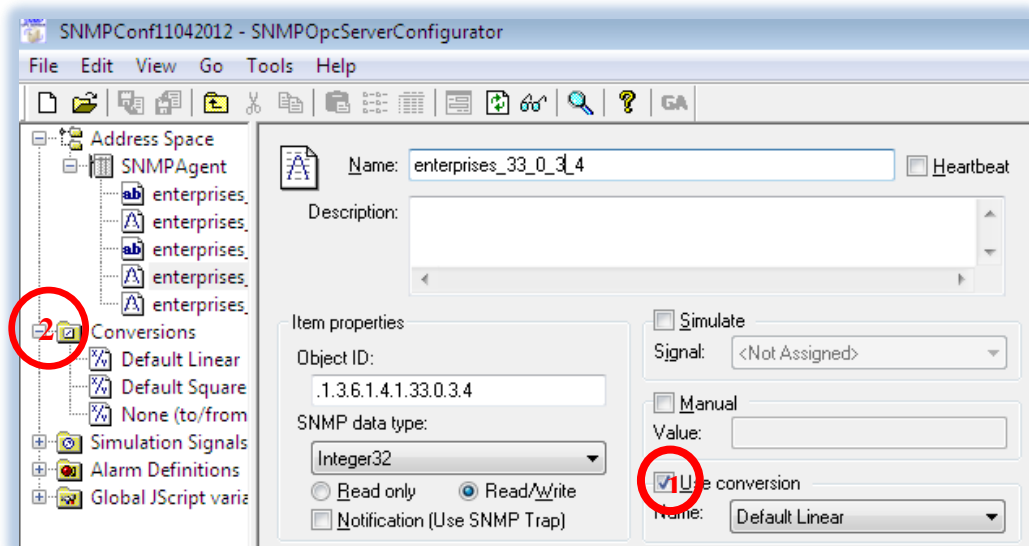 SNMPConf11042012 - SNMPOpcServerConfigurator
File Edit View Go Tools Help
GA
Address Space
SNMPAgent
ab enterprises_
enterprises_
ab enterprises_
enterprises_
enterprises_
2
Conversions
Default Linear
Default Square
None (to/from
Simulation Signals
Alarm Definitions
Global JScript varia
Name: enterprises_33_0_3_4
Heartbeat
Description:
Item properties
Object ID:
.1.3.6.1.4.1.33.0.3.4
SNMP data type:
Integer32
Read only Read/Write
Notification (Use SNMP Trap)
Simulate
Signal: <Not Assigned>
Manual
Value:
1
Use conversion
Name: Default Linear